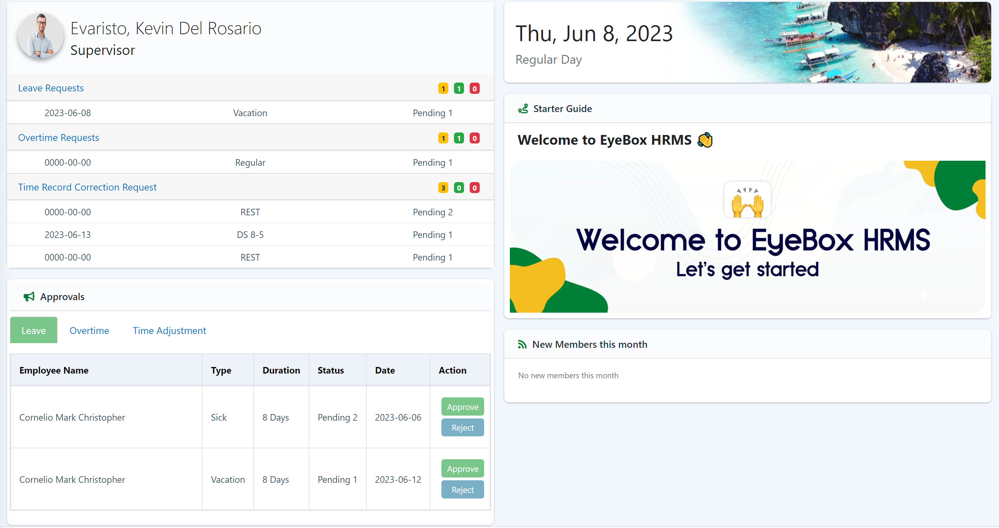 Evaristo, Kevin Del Rosario
Supervisor
Leave Requests 1 1 0
2023-06-08 Vacation Pending 1
Overtime Requests 1 1 0
0000-00-00 Regular Pending 1
Time Record Correction Request 3 0 0
0000-00-00 REST Pending 2
2023-06-13 DS 8-5 Pending 1
0000-00-00 REST Pending 1
Approvals
Leave Overtime Time Adjustment
Employee Name Type Duration Status Date Action
Cornelio Mark Christopher Sick 8 Days Pending 2 2023-06-06 Approve
Reject
Cornelio Mark Christopher Vacation 8 Days Pending 1 2023-06-12 Approve
Reject
Thu, Jun 8, 2023
Regular Day
Starter Guide
Welcome to EyeBox HRMS 👏
Welcome to EyeBox HRMS
Let's get started
New Members this month
No new members this month